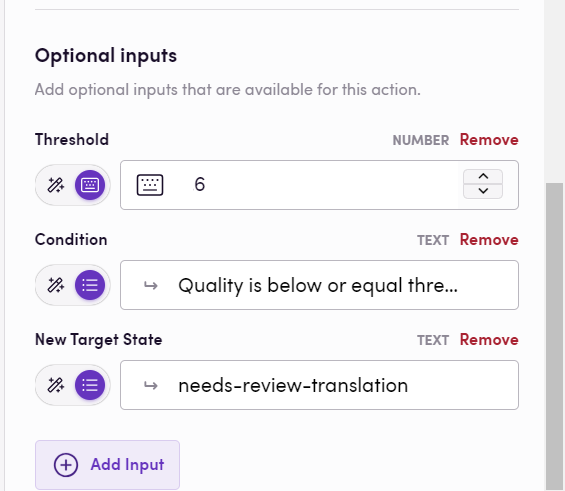 Optional inputs
Add optional inputs that are available for this action.
Threshold NUMBER Remove
6
Condition TEXT Remove
Quality is below or equal thre...
New Target State TEXT Remove
needs-review-translation
Add Input